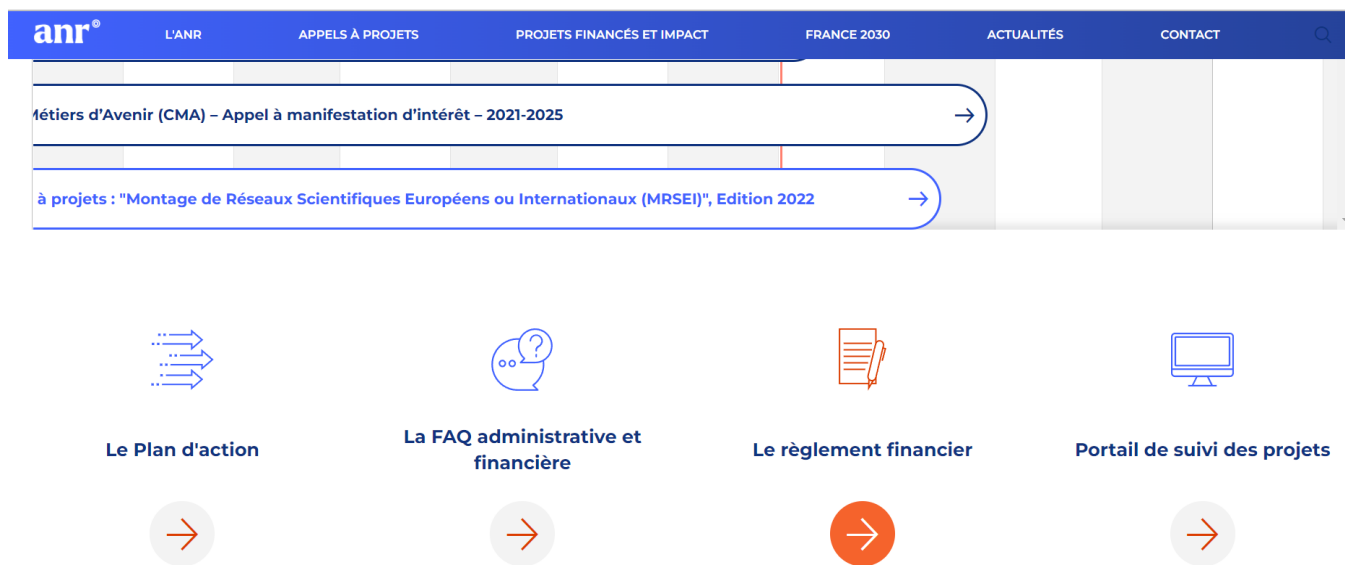 anr
L'ANR
APPELS À PROJETS
PROJETS FINANCÉS ET IMPACT
FRANCE 2030
ACTUALITÉS
CONTACT
Métiers d'Avenir (CMA) – Appel à manifestation d'intérêt – 2021-2025
à projets : "Montage de Réseaux Scientifiques Européens ou Internationaux (MRSEI)", Edition 2022
Le Plan d'action
La FAQ administrative et
financière
Le règlement financier
Portail de suivi des projets